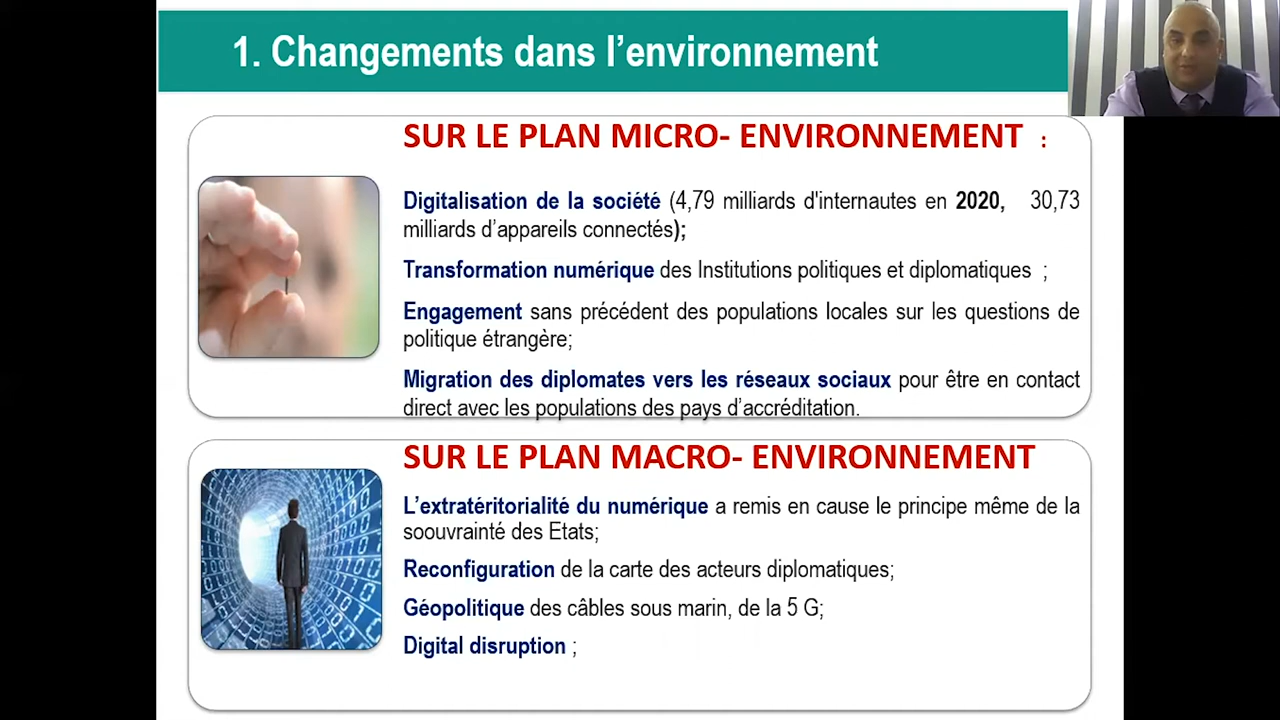 1. Changements dans l’environnement
SUR LE PLAN MICRO- ENVIRONNEMENT :
Digitalisation de la société (4,79 milliards d'internautes en 2020, 30,73
milliards d’appareils connectés);
Transformation numérique des Institutions politiques et diplomatiques ;
Engagement sans précédent des populations locales sur les questions de
politique étrangère;
Migration des diplomates vers les réseaux sociaux pour être en contact
direct avec les populations des pays d’accréditation.
SUR LE PLAN MACRO- ENVIRONNEMENT
L’extratéritorialité du numérique a remis en cause le principe même de la
soouvrainté des Etats;
Reconfiguration de la carte des acteurs diplomatiques;
Géopolitique des câbles sous marin, de la 5 G;
Digital disruption ;